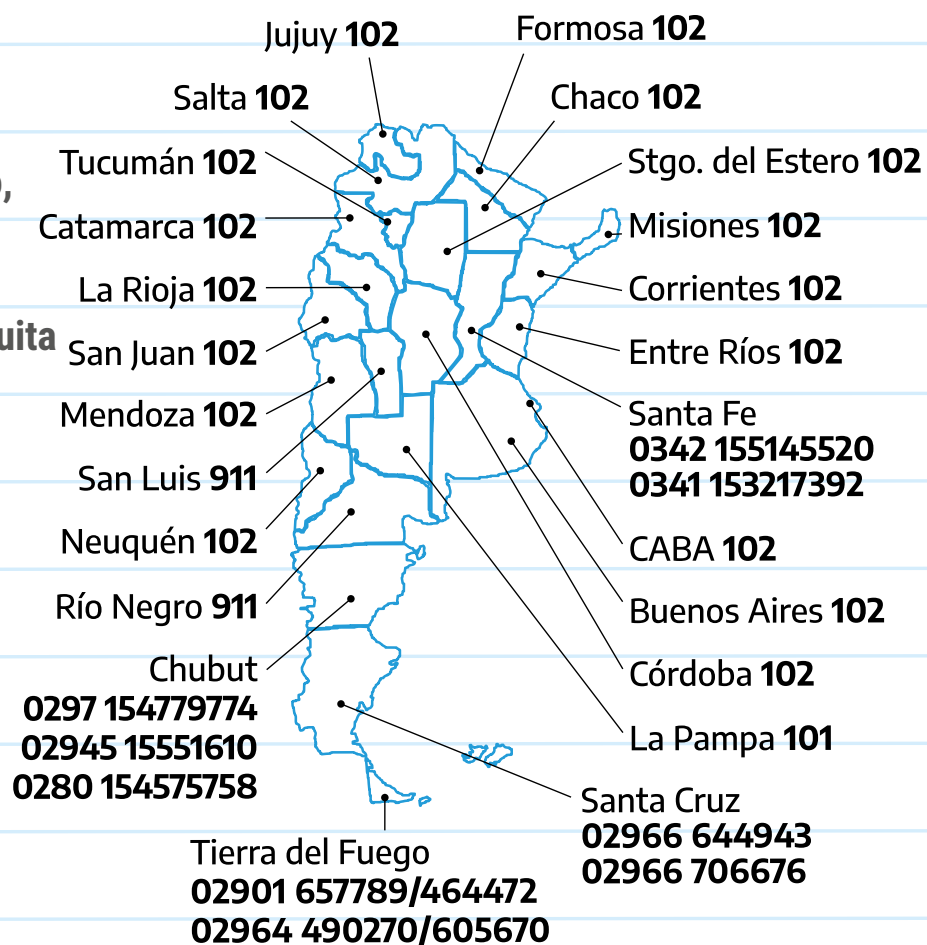 Jujuy 102
Formosa 102
Salta 102
Chaco 102
Tucumán 102
Stgo. del Estero 102
Catamarca 102
Misiones 102
La Rioja 102
Corrientes 102
uita
San Juan 102
Entre Ríos 102
Mendoza 102
Santa Fe
0342 155145520
0341 153217392
San Luis 911
Neuquén 102
CABA 102
Río Negro 911
Buenos Aires 102
Chubut
0297 154779774
02945 15551610
0280 154575758
Córdoba 102
La Pampa 101
Santa Cruz
02966 644943
02966 706676
Tierra del Fuego
02901 657789/464472
02964 490270/605670